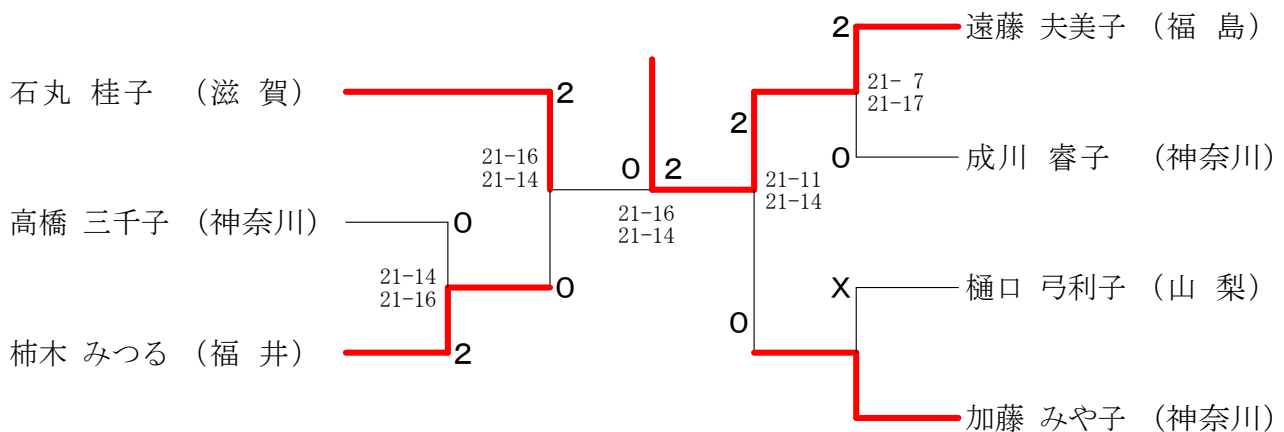 石丸 桂子 （滋 賀）
2
21-16
21-14
高橋 三千子 （神奈川）
0
21-14
21-16
0
柿木 みつる （福 井）
2
0
2
21-16
21-14
2
遠藤 夫美子 （福 島）
21- 7
21-17
2
0
成川 睿子 （神奈川）
21-11
21-14
X
樋口 弓利子 （山 梨）
0
加藤 みや子 （神奈川）